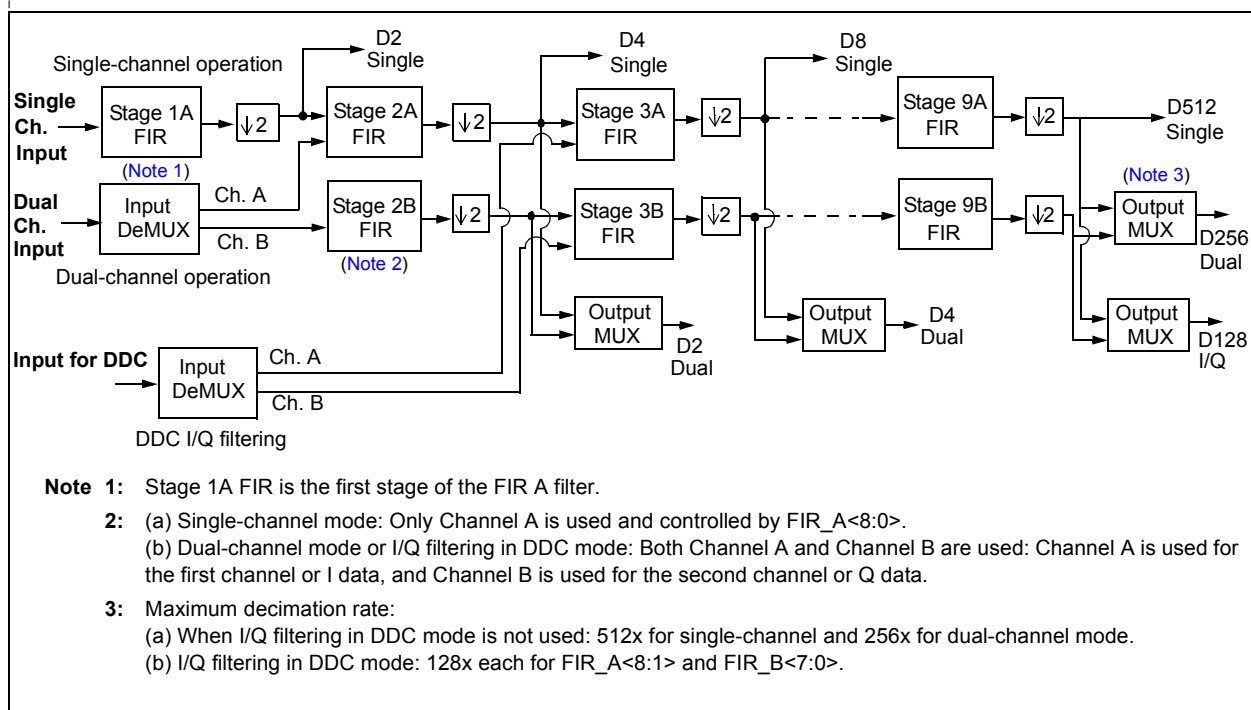 D2
Single
D4
Single
D8
Single
Single-channel operation
Single
Ch.
Input
Stage 1A
FIR
↓2
Stage 2A
FIR
↓2
Stage 3A
FIR
↓2
Stage 9A
FIR
↓2
D512
Single
(Note 1)
(Note 3)
Dual
Ch.
Input
Input
DeMUX
Ch. A
Ch. B
Stage 2B
FIR
↓2
Stage 3B
FIR
↓2
Stage 9B
FIR
↓2
Output
MUX
D256
Dual
(Note 2)
Dual-channel operation
Output
MUX
D2
Dual
Output
MUX
D4
Dual
Output
MUX
D128
I/Q
Input for DDC
Input
DeMUX
Ch. A
Ch. B
DDC I/Q filtering
Note 1: Stage 1A FIR is the first stage of the FIR A filter.
2: (a) Single-channel mode: Only Channel A is used and controlled by FIR_A<8:0>.
(b) Dual-channel mode or I/Q filtering in DDC mode: Both Channel A and Channel B are used: Channel A is used for
the first channel or I data, and Channel B is used for the second channel or Q data.
3: Maximum decimation rate:
(a) When I/Q filtering in DDC mode is not used: 512x for single-channel and 256x for dual-channel mode.
(b) I/Q filtering in DDC mode: 128x each for FIR_A<8:1> and FIR_B<7:0>.